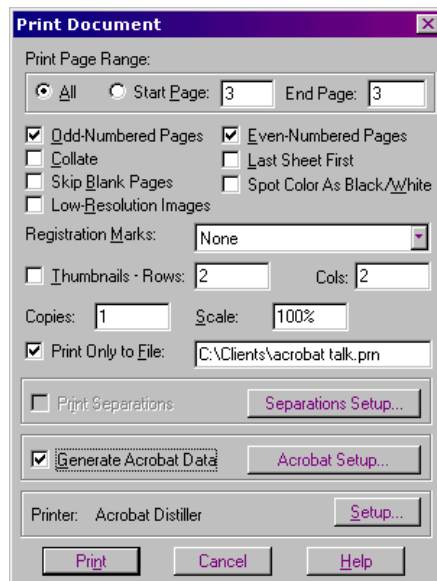 Print Document
Print Page Range:
All Start Page: 3 End Page: 3
Odd-Numbered Pages Even-Numbered Pages
Collate Last Sheet First
Skip Blank Pages Spot Color As Black/White
Low-Resolution Images
Registration Marks: None
Thumbnails - Rows: 2 Cols: 2
Copies: 1 Scale: 100%
Print Only to File: C:\Clients\acrobat talk.prn
Print Separations Separations Setup...
Generate Acrobat Data Acrobat Setup...
Printer: Acrobat Distiller Setup...
Print Cancel Help